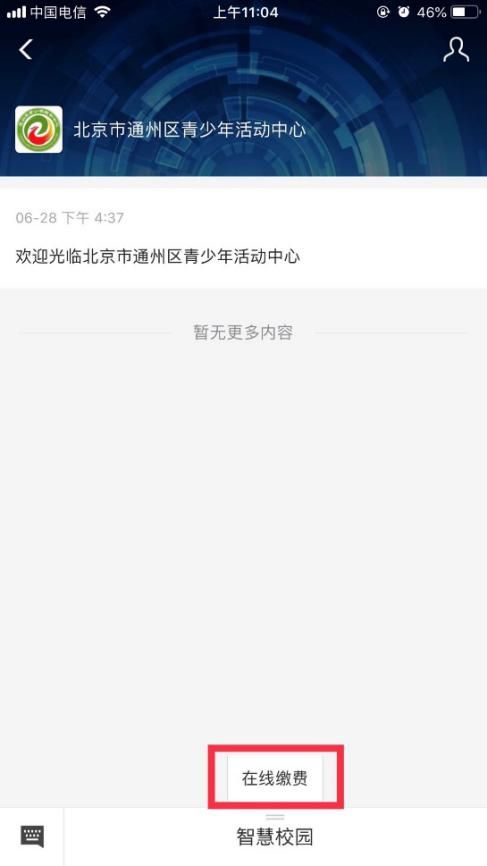 中国电信 上午11:04 46%
北京市通州区青少年活动中心
06-28 下午 4:37
欢迎光临北京市通州区青少年活动中心
暂无更多内容
在线缴费
智慧校园